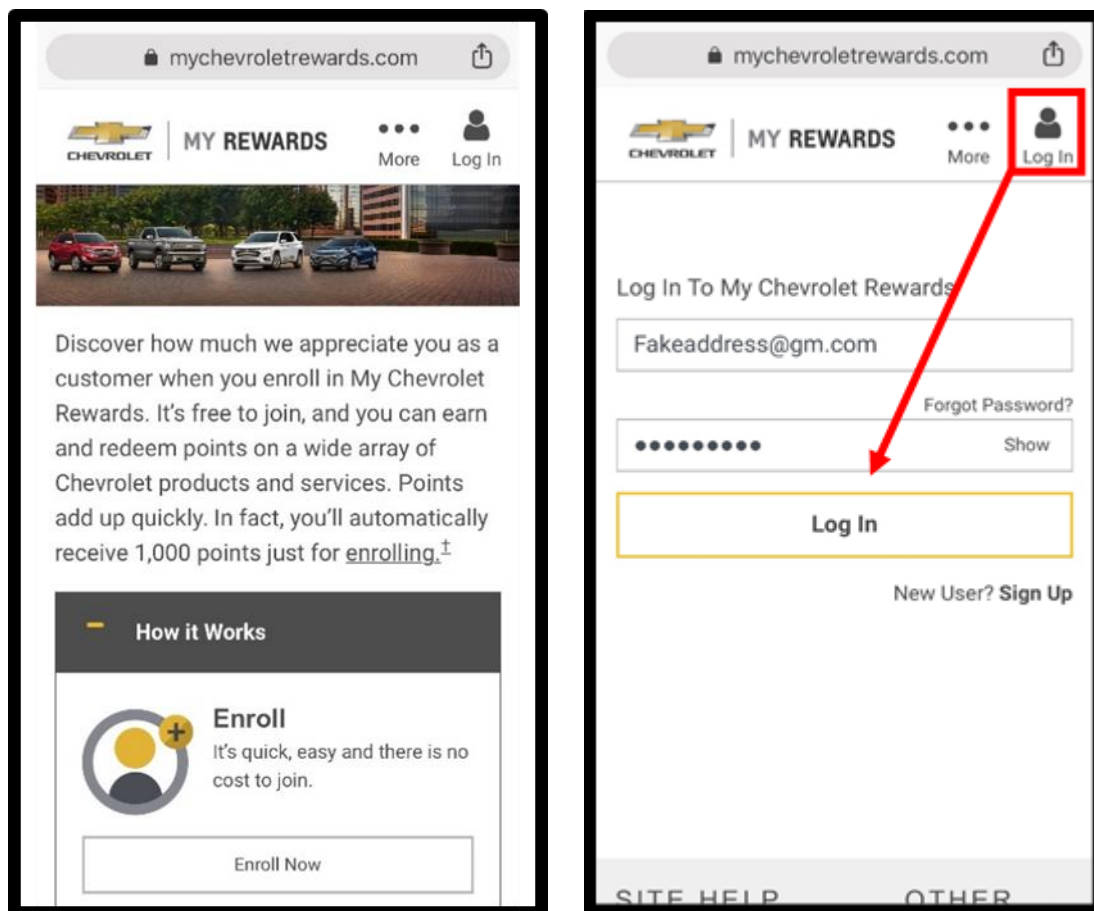 mychevroletrewards.com
CHEVROLET
MY REWARDS
More
Log In
Discover how much we appreciate you as a
customer when you enroll in My Chevrolet
Rewards. It's free to join, and you can earn
and redeem points on a wide array of
Chevrolet products and services. Points
add up quickly. In fact, you'll automatically
receive 1,000 points just for enrolling.†
How it Works
Enroll
It's quick, easy and there is no
cost to join.
Enroll Now
mychevroletrewards.com
CHEVROLET
MY REWARDS
More
Log In
Log In To My Chevrolet Rewards
Fakeaddress@gm.com
Forgot Password?
●●●●●●●●● Show
Log In
New User? Sign Up
SITE HELP
OTHER